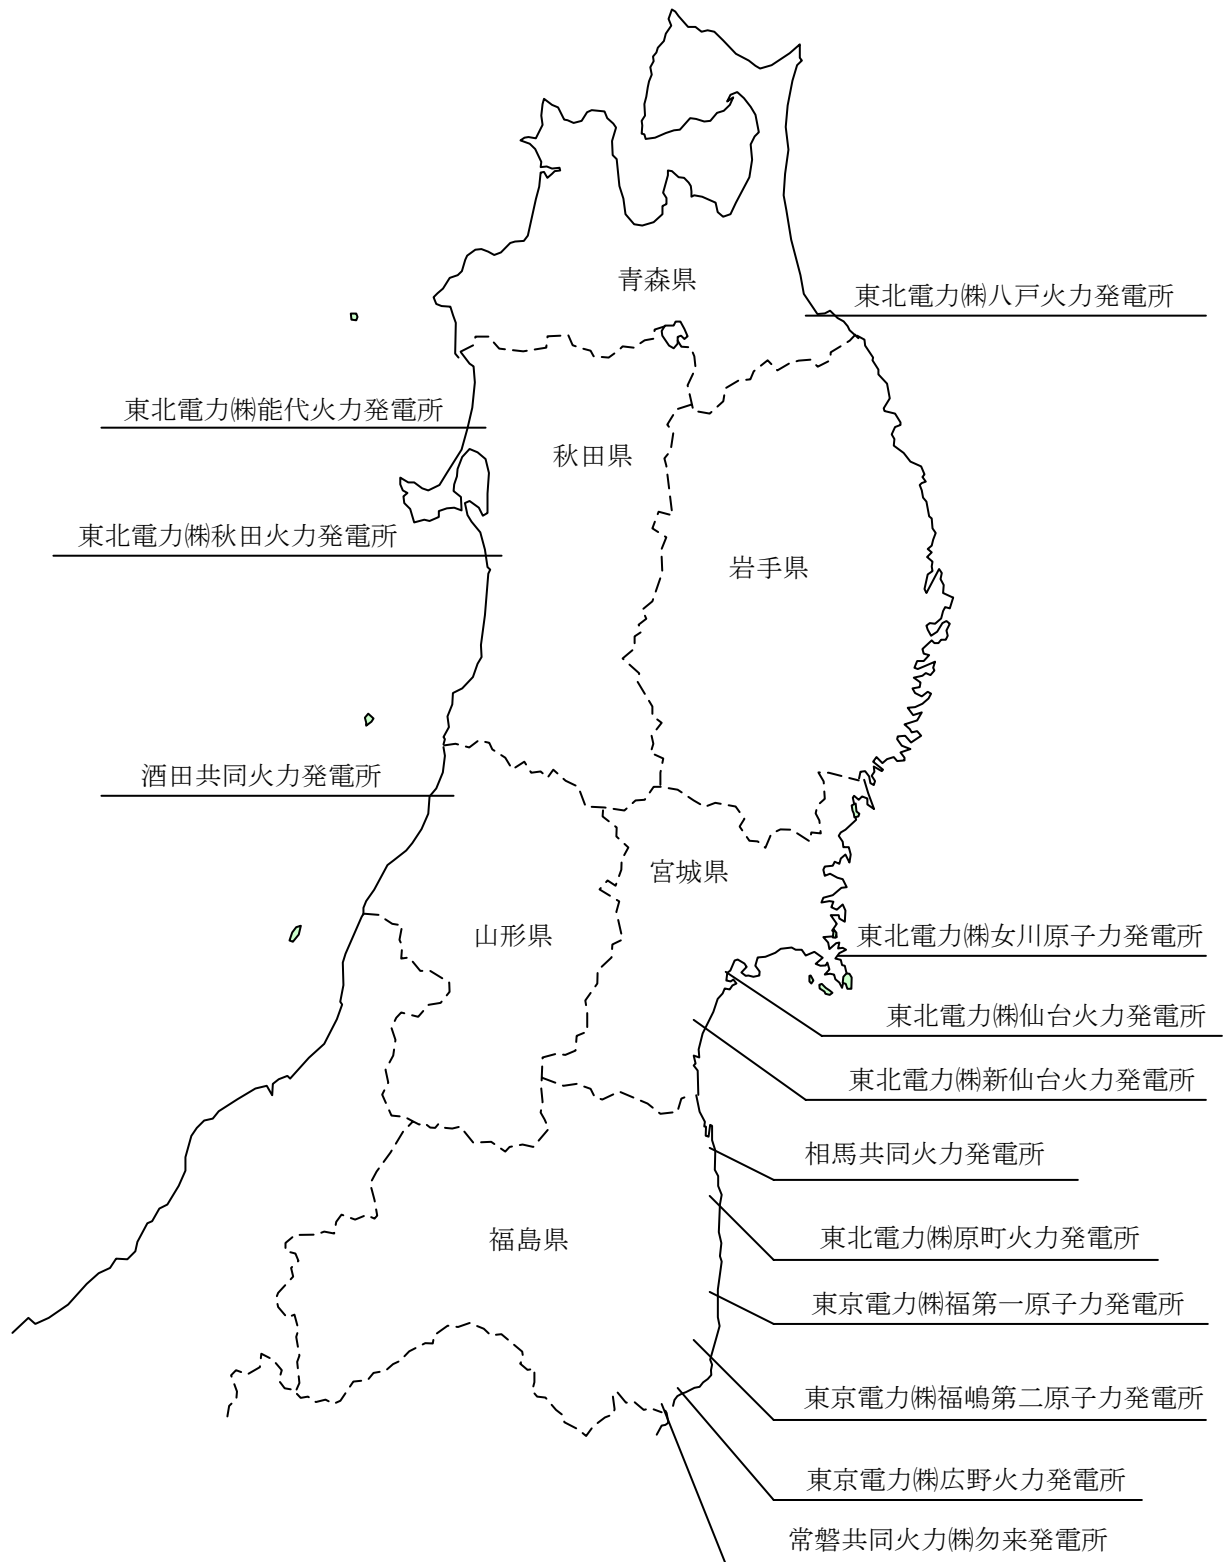 青森県
東北電力㈱八戸火力発電所
東北電力㈱能代火力発電所
秋田県
東北電力㈱秋田火力発電所
岩手県
酒田共同火力発電所
宮城県
山形県
東北電力㈱女川原子力発電所
東北電力㈱仙台火力発電所
東北電力㈱新仙台火力発電所
相馬共同火力発電所
福島県
東北電力㈱原町火力発電所
東京電力㈱福第一原子力発電所
東京電力㈱福嶋第二原子力発電所
東京電力㈱広野火力発電所
常磐共同火力㈱勿来発電所